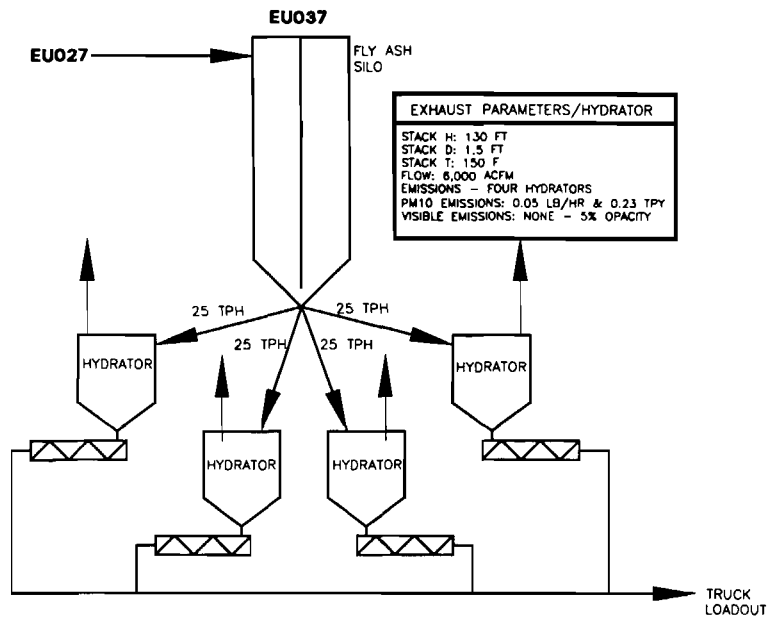 EU037
EU027
FLY ASH
SILO
EXHAUST PARAMETERS/HYDRATOR
STACK H: 130 FT
STACK D: 1.5 FT
STACK T: 150 F
FLOW: 6,000 ACFM
EMISSIONS - FOUR HYDRATORS
PM10 EMISSIONS: 0.05 LB/HR & 0.23 TPY
VISIBLE EMISSIONS: NONE - 5% OPACITY
25 TPH
25 TPH
25 TPH
25 TPH
HYDRATOR
HYDRATOR
HYDRATOR
HYDRATOR
TRUCK
LOADOUT